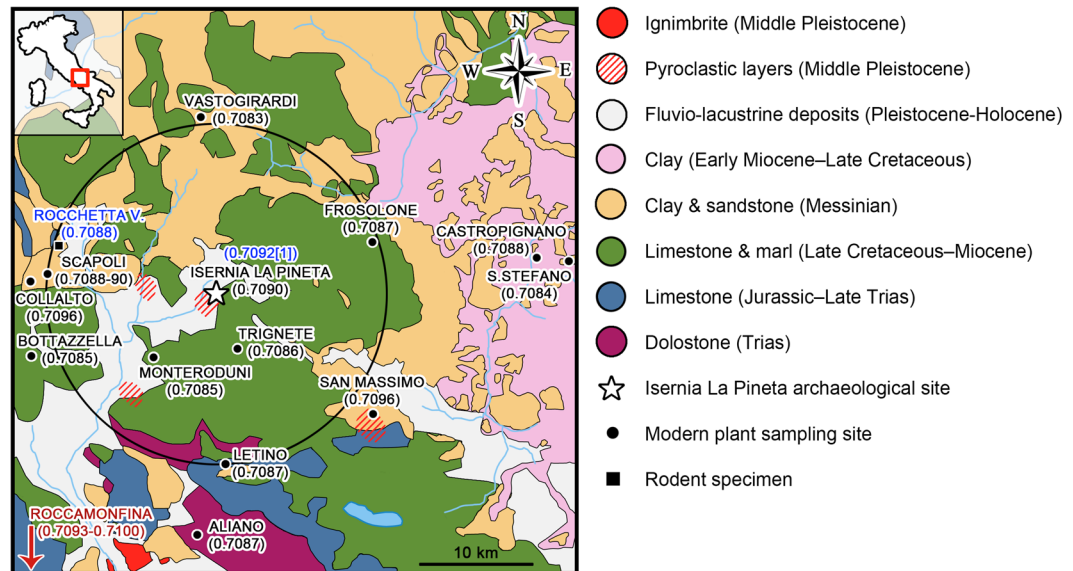 N
W
E
S
VASTOGIRARDI
(0.7083)
ROCCHETTA V.
(0.7088)
FROSOLONE
(0.7087)
CASTROPIGNANO
(0.7088)
(0.7092[1])
ISERNIA LA PINETA
(0.7090)
SCAPOLI
(0.7088-90)
S.STEFANO
(0.7084)
COLLALTO
(0.7096)
BOTTAZZELLA
(0.7085)
TRIGNETE
(0.7086)
MONTERODUNI
(0.7085)
SAN MASSIMO
(0.7096)
LETINO
(0.7087)
ROCCAMONFINA
(0.7093-0.7100)
ALIANO
(0.7087)
10 km
Ignimbrite (Middle Pleistocene)
Pyroclastic layers (Middle Pleistocene)
Fluvio-lacustrine deposits (Pleistocene-Holocene)
Clay (Early Miocene–Late Cretaceous)
Clay & sandstone (Messinian)
Limestone & marl (Late Cretaceous–Miocene)
Limestone (Jurassic–Late Trias)
Dolostone (Trias)
Isernia La Pineta archaeological site
Modern plant sampling site
Rodent specimen